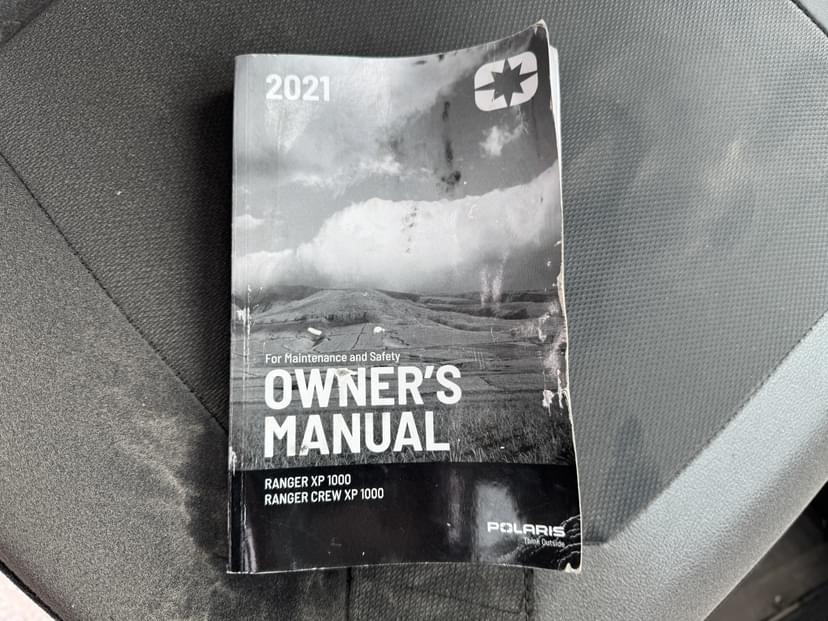 2021
For Maintenance and Safety
OWNER'S
MANUAL
RANGER XP 1000
RANGER CREW XP 1000
POLARIS
Think Outside